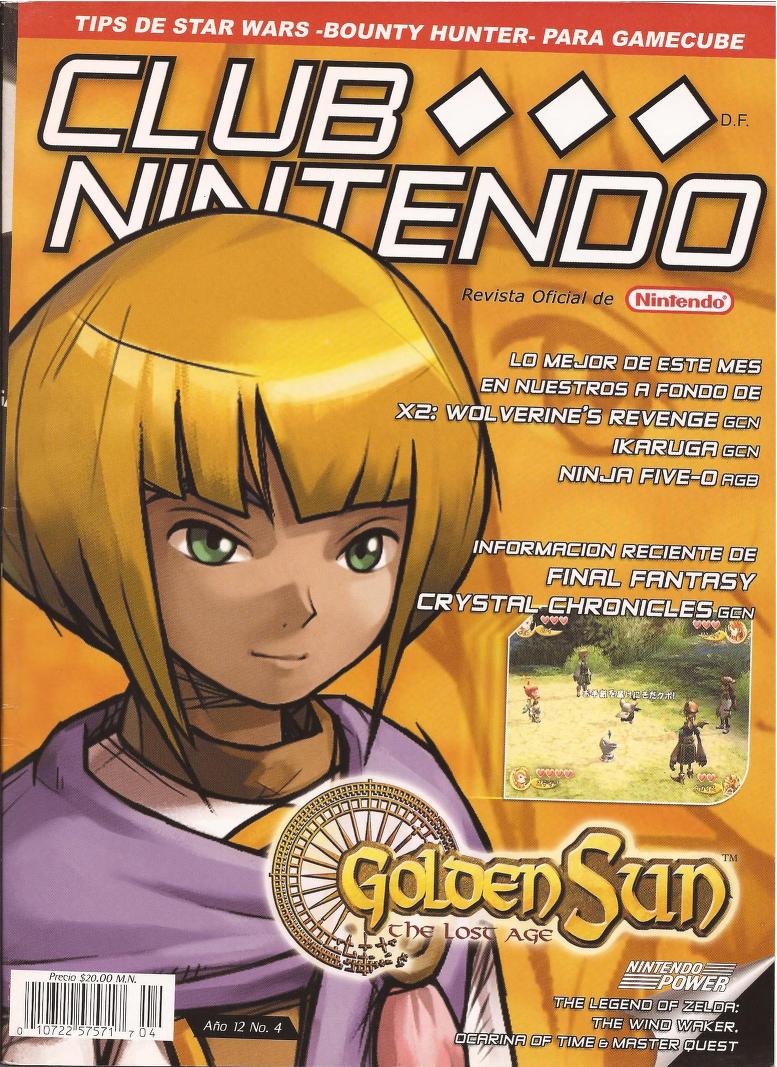 TIPS DE STAR WARS -BOUNTY HUNTER- PARA GAMECUBE
CLUB
D.F.
NINTENDO
Revista Oficial de Nintendo®
LO MEJOR DE ESTE MES
EN NUESTROS A FONDO DE
X2: WOLVERINE'S REVENGE GCN
IKARUGA GCN
NINJA FIVE-O AGB
INFORMACION RECIENTE DE
FINAL FANTASY
CRYSTAL CHRONICLES GCN
GOLDEN SUN™
THE LOST AGE
NINTENDO
POWER
THE LEGEND OF ZELDA:
THE WIND WAKER,
OCARINA OF TIME & MASTER QUEST
Precio $20.00 M.N.
0 10722 57571 7 04
Año 12 No. 4